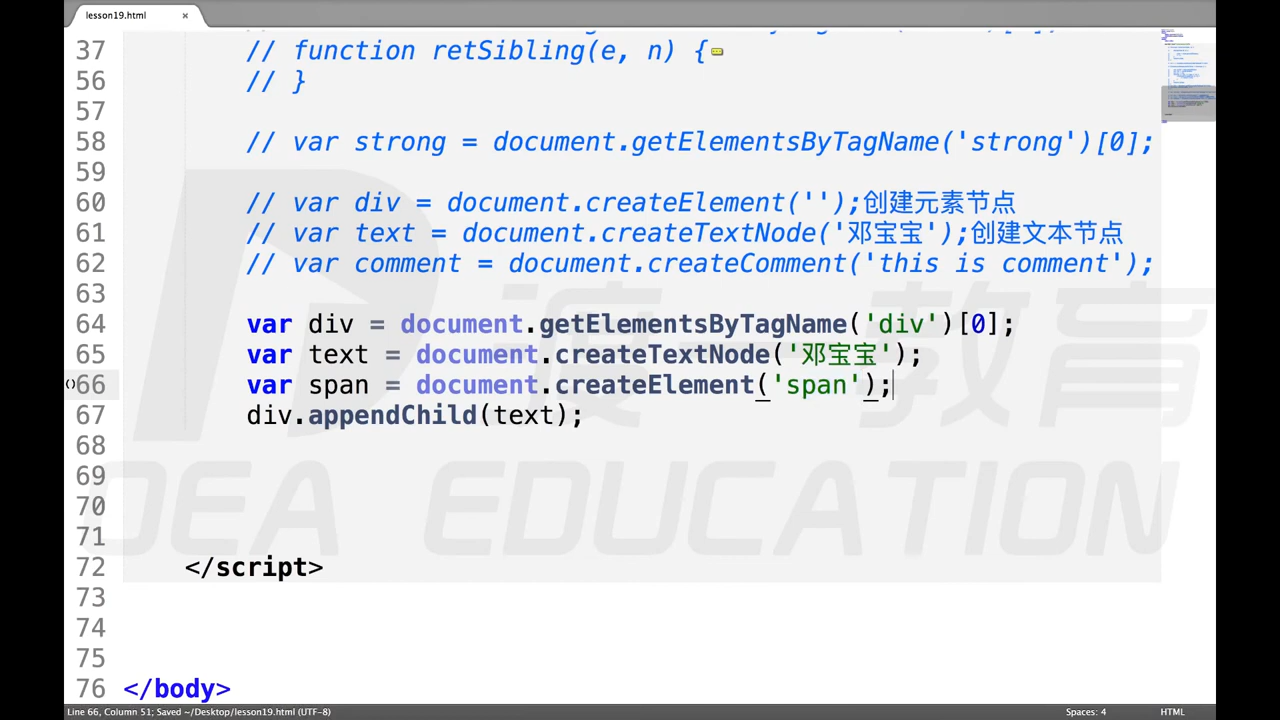 lesson19.html ×
37 // function retSibling(e, n) {
56 // }
57
58 // var strong = document.getElementsByTagName('strong')[0];
59
60 // var div = document.createElement('');创建元素节点
61 // var text = document.createTextNode('邓宝宝');创建文本节点
62 // var comment = document.createComment('this is comment');
63
64 var div = document.getElementsByTagName('div')[0];
65 var text = document.createTextNode('邓宝宝');
()66 var span = document.createElement('span');
67 div.appendChild(text);
68
69
70
71
72 </script>
73
74
75
76 </body>
渡一教育
DEA EDUCATION
Line 66, Column 51; Saved ~/Desktop/lesson19.html (UTF-8) Spaces: 4 HTML